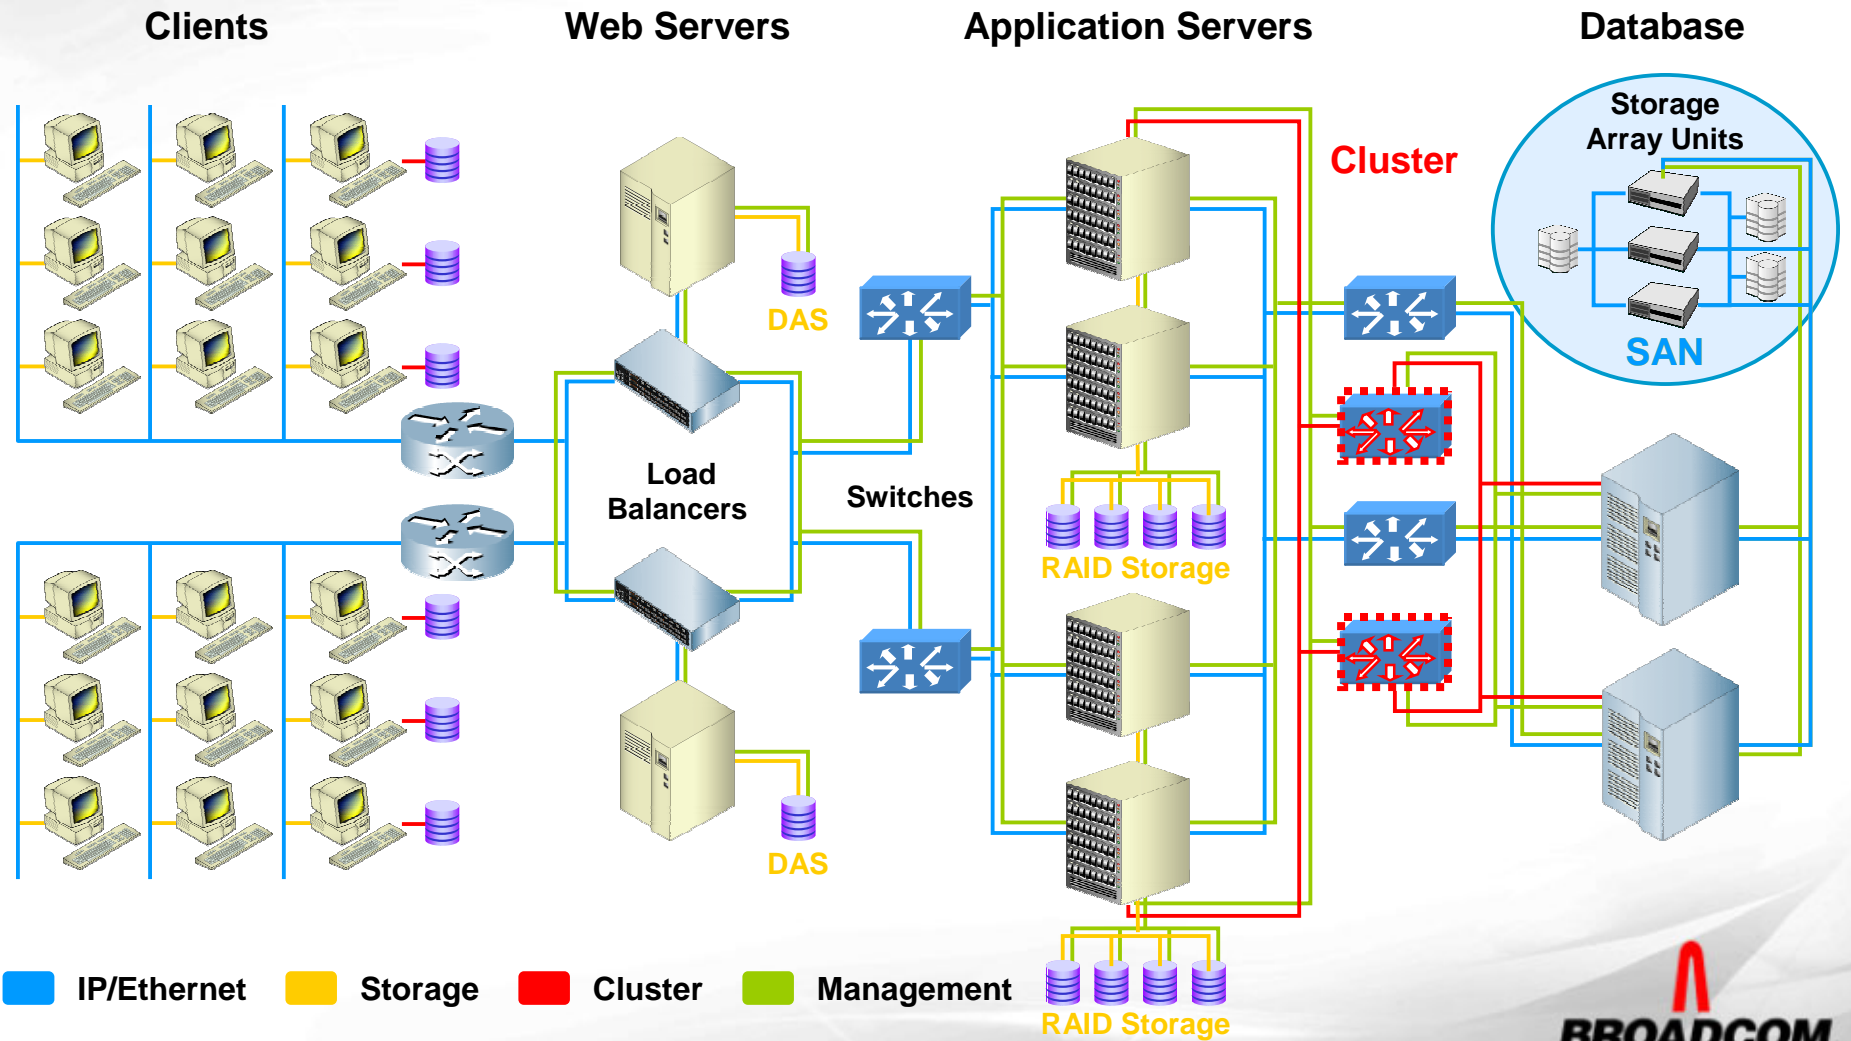 Clients
Web Servers
Application Servers
Database
Storage
Array Units
Cluster
DAS
SAN
Load
Balancers
Switches
RAID Storage
DAS
IP/Ethernet
Storage
Cluster
Management
RAID Storage
BROADCOM